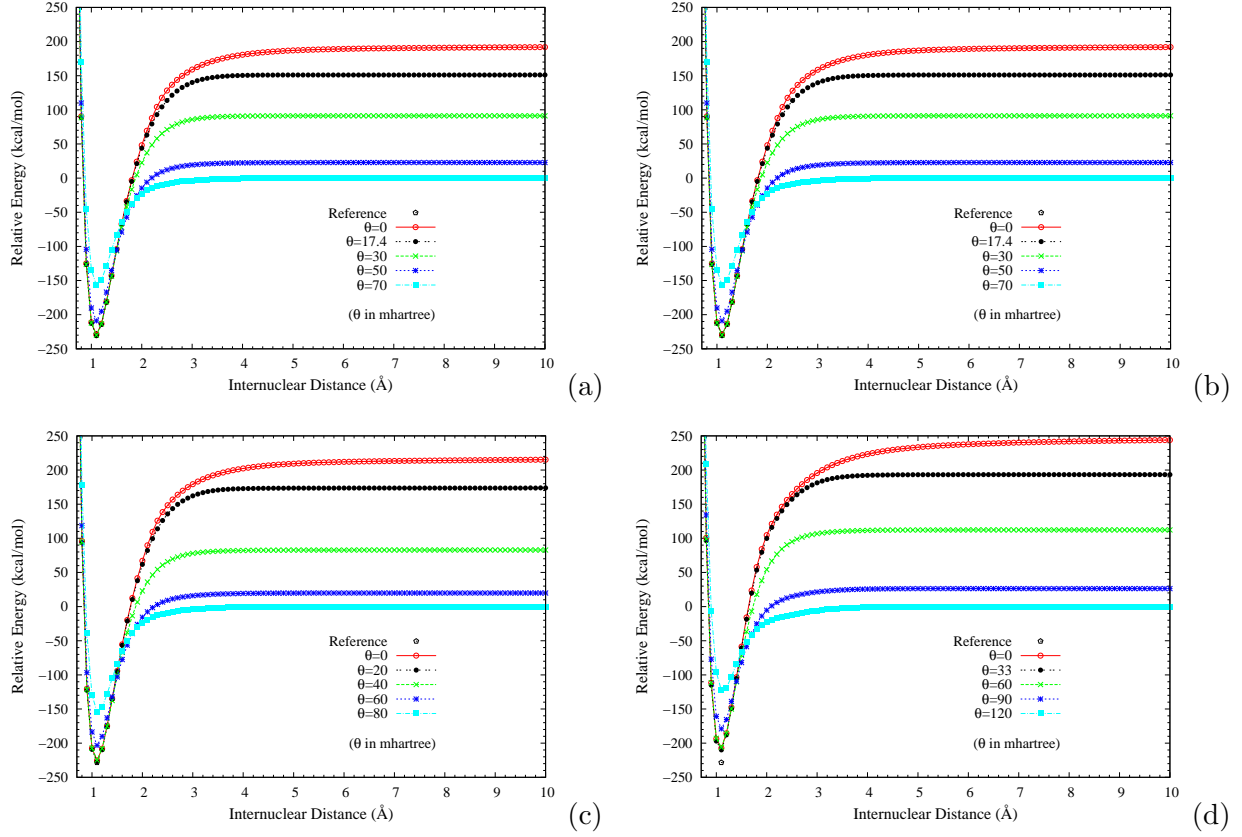 250
200
150
100
50
0
−50
−100
−150
−200
−250
Relative Energy (kcal/mol)
1 2 3 4 5 6 7 8 9 10
Internuclear Distance (Å)
Reference
θ=0
θ=17.4
θ=30
θ=50
θ=70
(θ in mhartree)
(a)
250
200
150
100
50
0
−50
−100
−150
−200
−250
Relative Energy (kcal/mol)
1 2 3 4 5 6 7 8 9 10
Internuclear Distance (Å)
Reference
θ=0
θ=17.4
θ=30
θ=50
θ=70
(θ in mhartree)
(b)
250
200
150
100
50
0
−50
−100
−150
−200
−250
Relative Energy (kcal/mol)
1 2 3 4 5 6 7 8 9 10
Internuclear Distance (Å)
Reference
θ=0
θ=20
θ=40
θ=60
θ=80
(θ in mhartree)
(c)
250
200
150
100
50
0
−50
−100
−150
−200
−250
Relative Energy (kcal/mol)
1 2 3 4 5 6 7 8 9 10
Internuclear Distance (Å)
Reference
θ=0
θ=33
θ=60
θ=90
θ=120
(θ in mhartree)
(d)